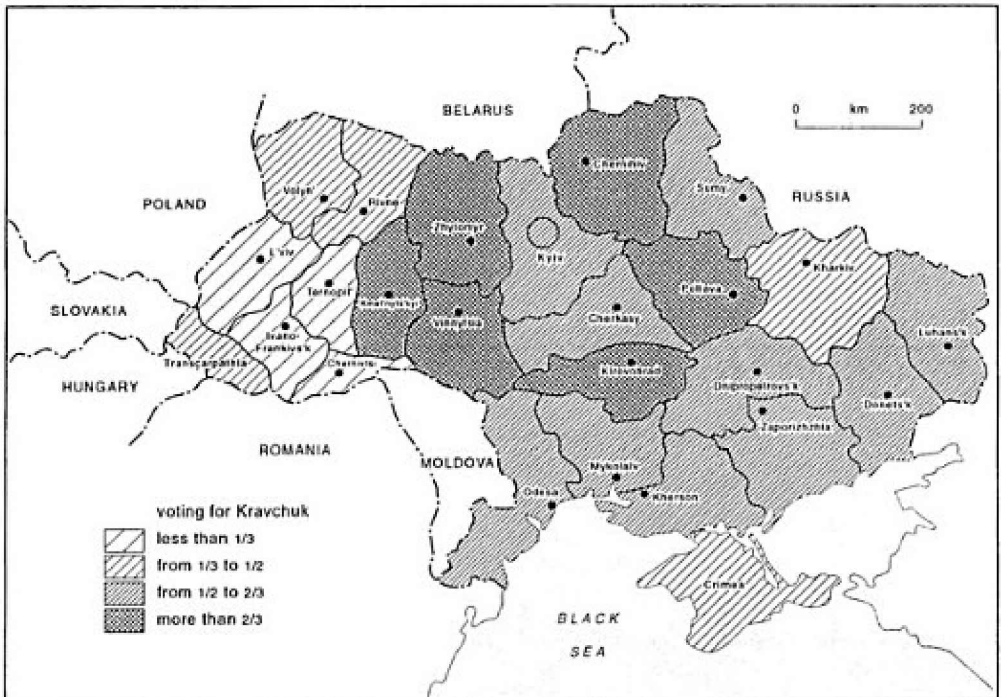 BELARUS
0 km 200
POLAND
RUSSIA
Volyn'
Rivne
Chernihiv
Sumy
Zhytomyr
Kyiv
L'viv
Kharkiv
Ternopil'
Khmel'nyts'kyi
Vinnytsia
Cherkasy
Poltava
SLOVAKIA
Luhans'k
Ivano-
Frankivs'k
Transcarpathia
Chernivtsi
Kirovohrad
Dnipropetrovs'k
HUNGARY
Donets'k
Zaporizhzhia
ROMANIA
MOLDOVA
Mykolaiv
Odesa
Kherson
voting for Kravchuk
less than 1/3
from 1/3 to 1/2
from 1/2 to 2/3
more than 2/3
Crimea
BLACK
SEA